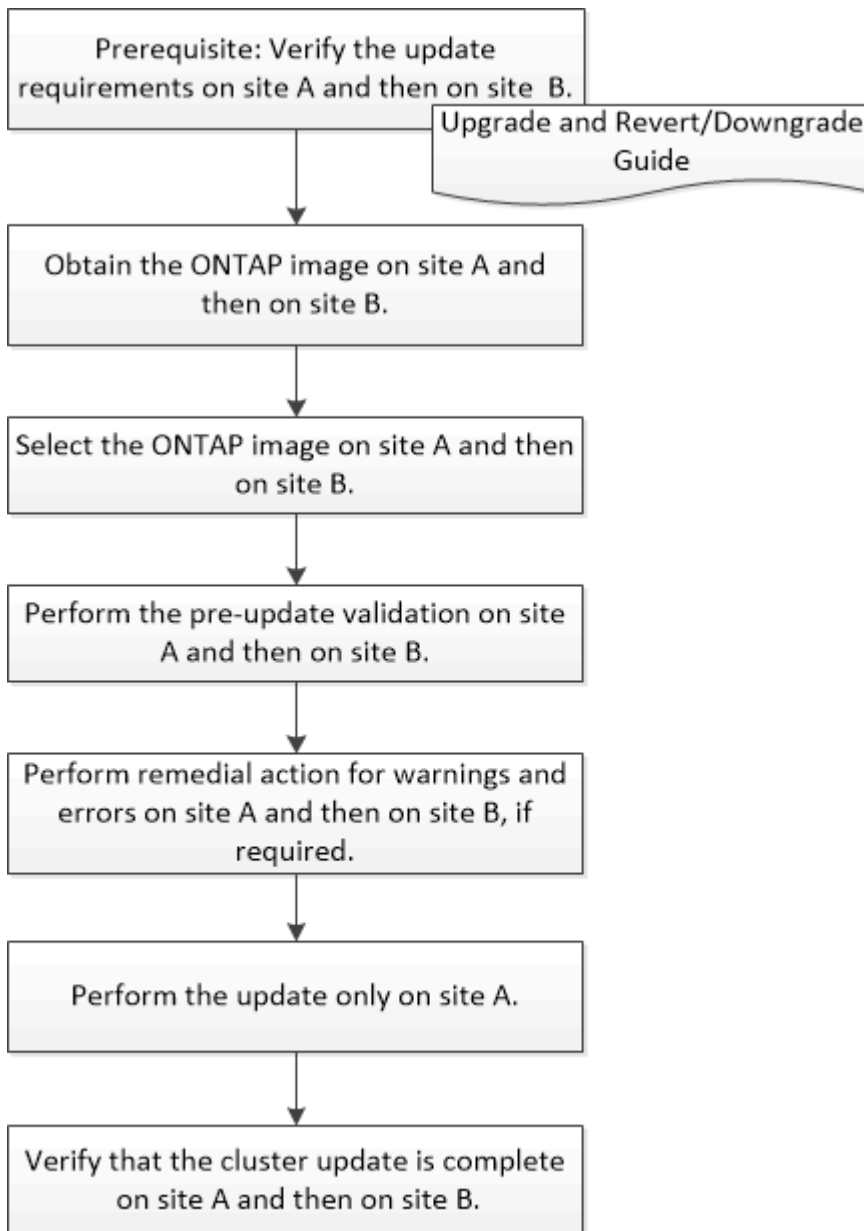 Prerequisite: Verify the update
requirements on site A and then on site  B.
Upgrade and Revert/Downgrade
Guide
Obtain the ONTAP image on site A and
then on site B.
Select the ONTAP image on site A and then
on site B.
Perform the pre-update validation on site
A and then on site B.
Perform remedial action for warnings and
errors on site A and then on site B, if
required.
Perform the update only on site A.
Verify that the cluster update is complete
on site A and then on site B.